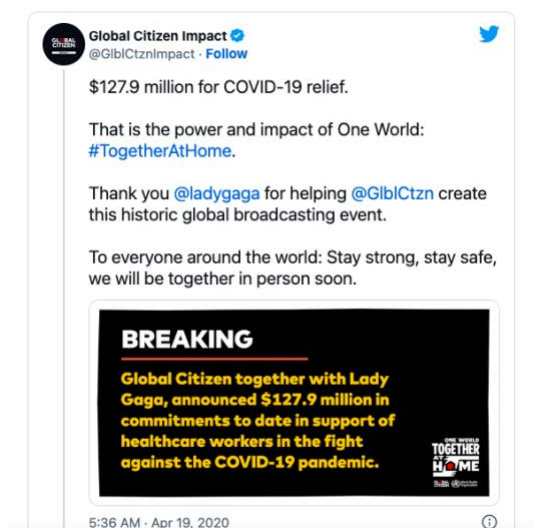 GLOBAL
CITIZEN
IMPACT
Global Citizen Impact
@GlblCtznImpact · Follow
$127.9 million for COVID-19 relief.
That is the power and impact of One World:
#TogetherAtHome.
Thank you @ladygaga for helping @GlblCtzn create
this historic global broadcasting event.
To everyone around the world: Stay strong, stay safe,
we will be together in person soon.
BREAKING
Global Citizen together with Lady
Gaga, announced $127.9 million in
commitments to date in support of
healthcare workers in the fight
against the COVID-19 pandemic.
ONE WORLD
TOGETHER
AT
HOME
5:36 AM · Apr 19, 2020